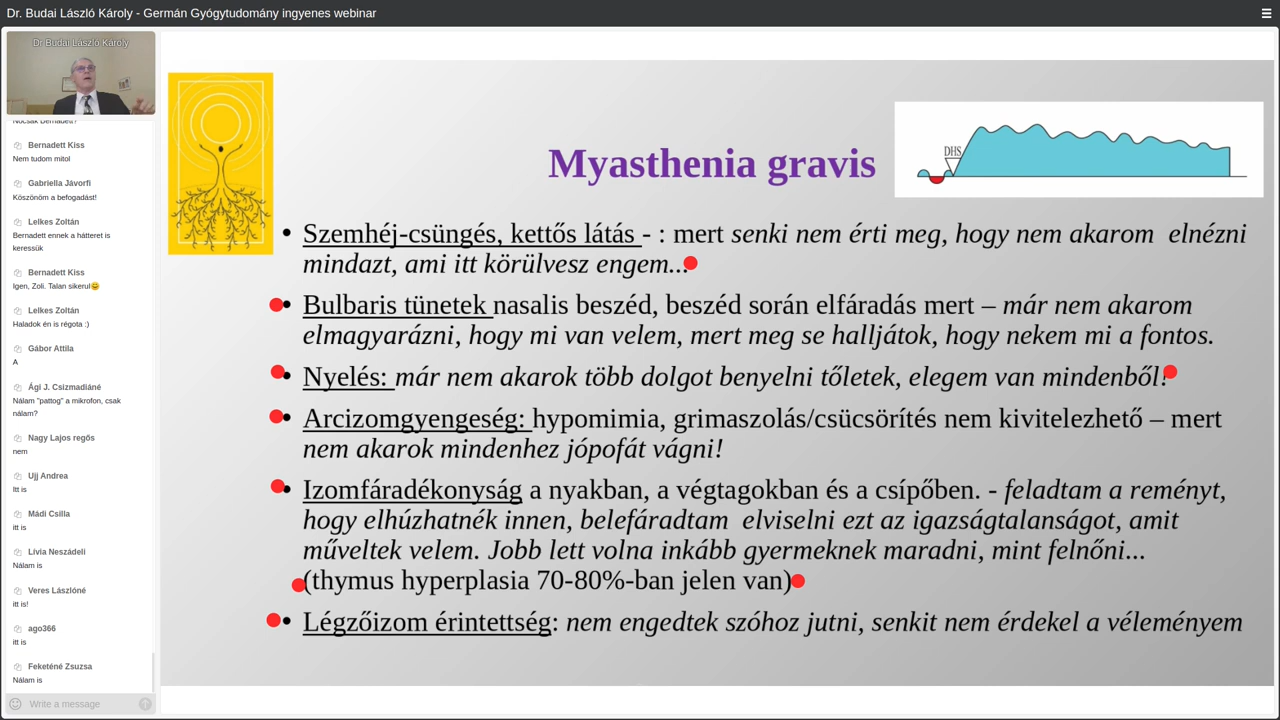 Dr. Budai László Károly - Germán Gyógytudomány ingyenes webinar
Dr Budai László Károly
Nocsak Bernadett?
Bernadett Kiss
Nem tudom mitol
Gabriella Jávorfi
Köszönöm a befogadást!
Lelkes Zoltán
Bernadett ennek a hátteret is
keressük
Bernadett Kiss
Igen, Zoli. Talan sikerul😄
Lelkes Zoltán
Haladok én is régota :)
Gábor Attila
A
Ági J. Csizmadiáné
Nálam "pattog" a mikrofon, csak
nálam?
Nagy Lajos regős
nem
Ujj Andrea
Itt is
Mádi Csilla
itt is
Lívia Neszádeli
Nálam is
Veres Lászlóné
itt is!
ago366
itt is
Feketéné Zsuzsa
Nálam is
Write a message
Myasthenia gravis
DHS
• Szemhéj-csüngés, kettős látás - : mert senki nem érti meg, hogy nem akarom elnézni
mindazt, ami itt körülvesz engem...
• Bulbaris tünetek nasalis beszéd, beszéd során elfáradás mert – már nem akarom
elmagyarázni, hogy mi van velem, mert meg se halljátok, hogy nekem mi a fontos.
• Nyelés: már nem akarok több dolgot benyelni tőletek, elegem van mindenből!
• Arcizomgyengeség: hypomimia, grimaszolás/csücsörítés nem kivitelezhető – mert
nem akarok mindenhez jópofát vágni!
• Izomfáradékonyság a nyakban, a végtagokban és a csípőben. - feladtam a reményt,
hogy elhúzhatnék innen, belefáradtam elviselni ezt az igazságtalanságot, amit
műveltek velem. Jobb lett volna inkább gyermeknek maradni, mint felnőni...
(thymus hyperplasia 70-80%-ban jelen van)
• Légzőizom érintettség: nem engedtek szóhoz jutni, senkit nem érdekel a véleményem